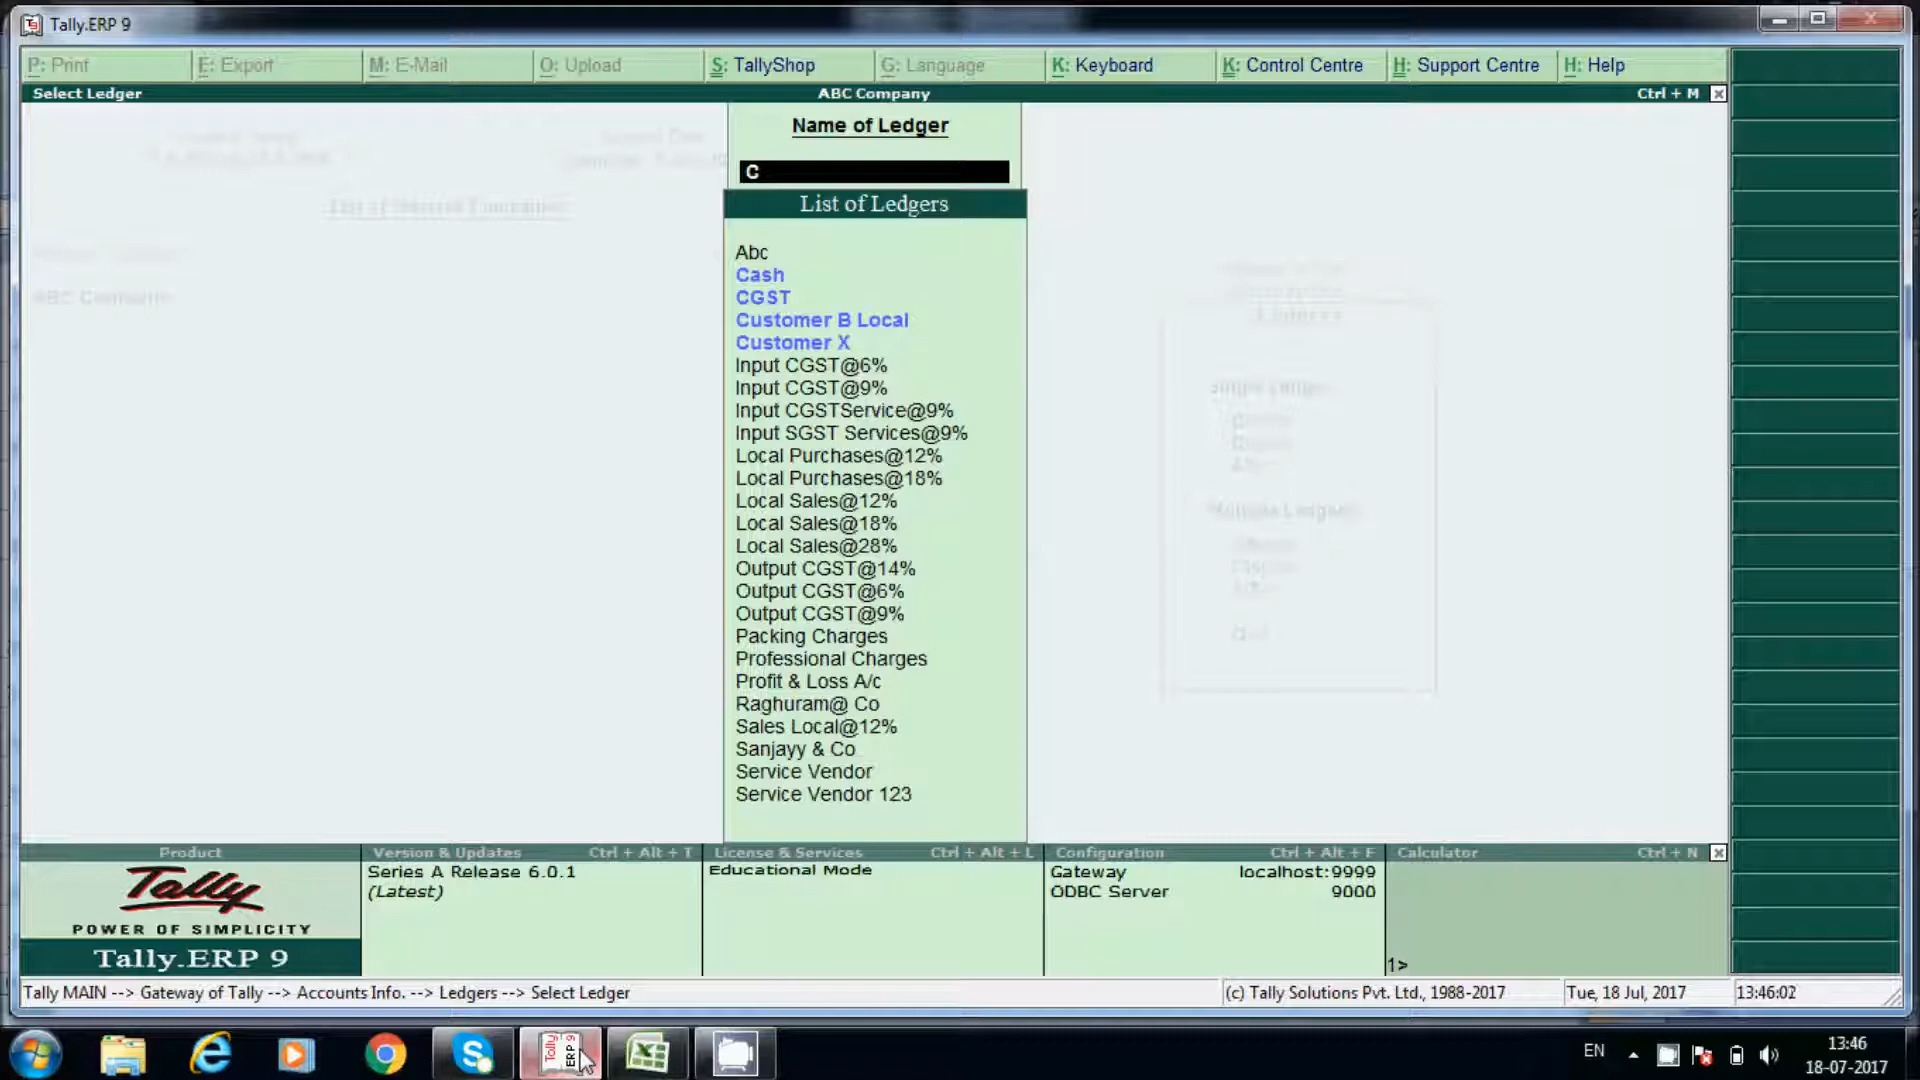 Tally.ERP 9
P: Print
E: Export
M: E-Mail
O: Upload
S: TallyShop
G: Language
K: Keyboard
K: Control Centre
H: Support Centre
H: Help
Select Ledger
ABC Company
Ctrl + M
Name of Ledger
C
List of Ledgers
Abc
Cash
CGST
Customer B Local
Customer X
Input CGST@6%
Input CGST@9%
Input CGSTService@9%
Input SGST Services@9%
Local Purchases@12%
Local Purchases@18%
Local Sales@12%
Local Sales@18%
Local Sales@28%
Output CGST@14%
Output CGST@6%
Output CGST@9%
Packing Charges
Professional Charges
Profit & Loss A/c
Raghuram@ Co
Sales Local@12%
Sanjayy & Co
Service Vendor
Service Vendor 123
Product
Tally
POWER OF SIMPLICITY
Tally.ERP 9
Version & Updates Ctrl + Alt + T
Series A Release 6.0.1
(Latest)
License & Services Ctrl + Alt + L
Educational Mode
Configuration Ctrl + Alt + F
Gateway localhost:9999
ODBC Server 9000
Calculator Ctrl + N
1>
Tally MAIN --> Gateway of Tally --> Accounts Info. --> Ledgers --> Select Ledger
(c) Tally Solutions Pvt. Ltd., 1988-2017
Tue, 18 Jul, 2017
13:46:02
Tally
ERP 9
EN
13:46
18-07-2017